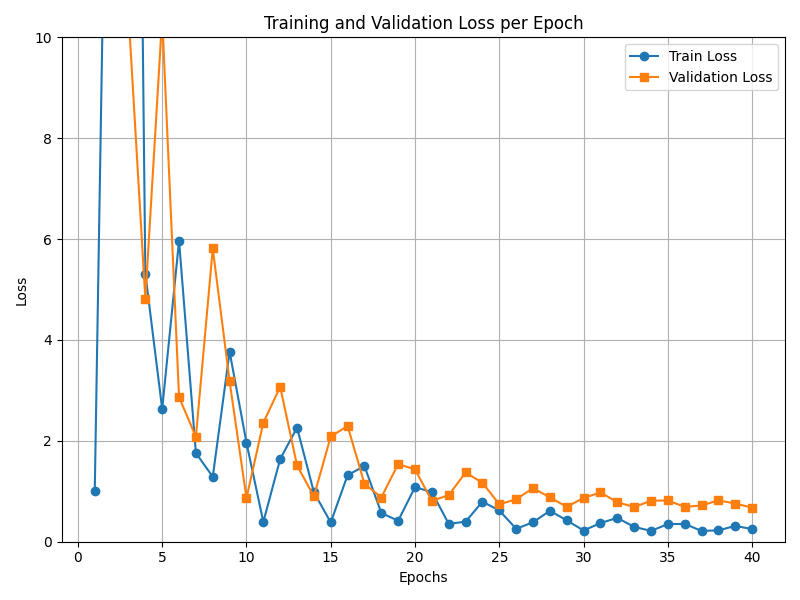 Training and Validation Loss per Epoch
Train Loss
Validation Loss
Loss
10
8
6
4
2
0
0 5 10 15 20 25 30 35 40
Epochs